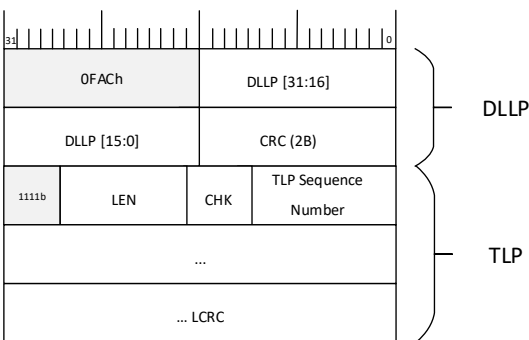 31 0
0FACh DLLP [31:16]
DLLP
DLLP [15:0] CRC (2B)
1111b LEN CHK TLP Sequence
Number
... TLP
... LCRC